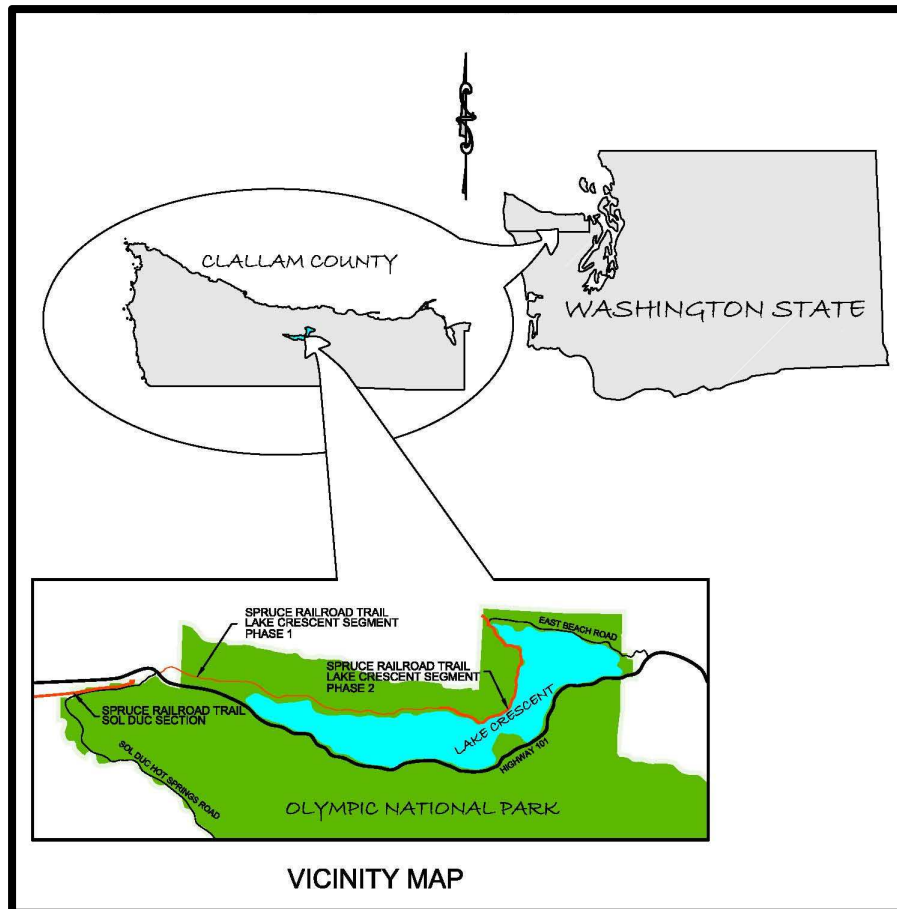 CLALLAM COUNTY
WASHINGTON STATE
SPRUCE RAILROAD TRAIL
LAKE CRESCENT SEGMENT
PHASE 1
EAST BEACH ROAD
SPRUCE RAILROAD TRAIL
LAKE CRESCENT SEGMENT
PHASE 2
SPRUCE RAILROAD TRAIL
SOL DUC SECTION
LAKE CRESCENT
HIGHWAY 101
SOL DUC HOT SPRINGS ROAD
OLYMPIC NATIONAL PARK
VICINITY MAP